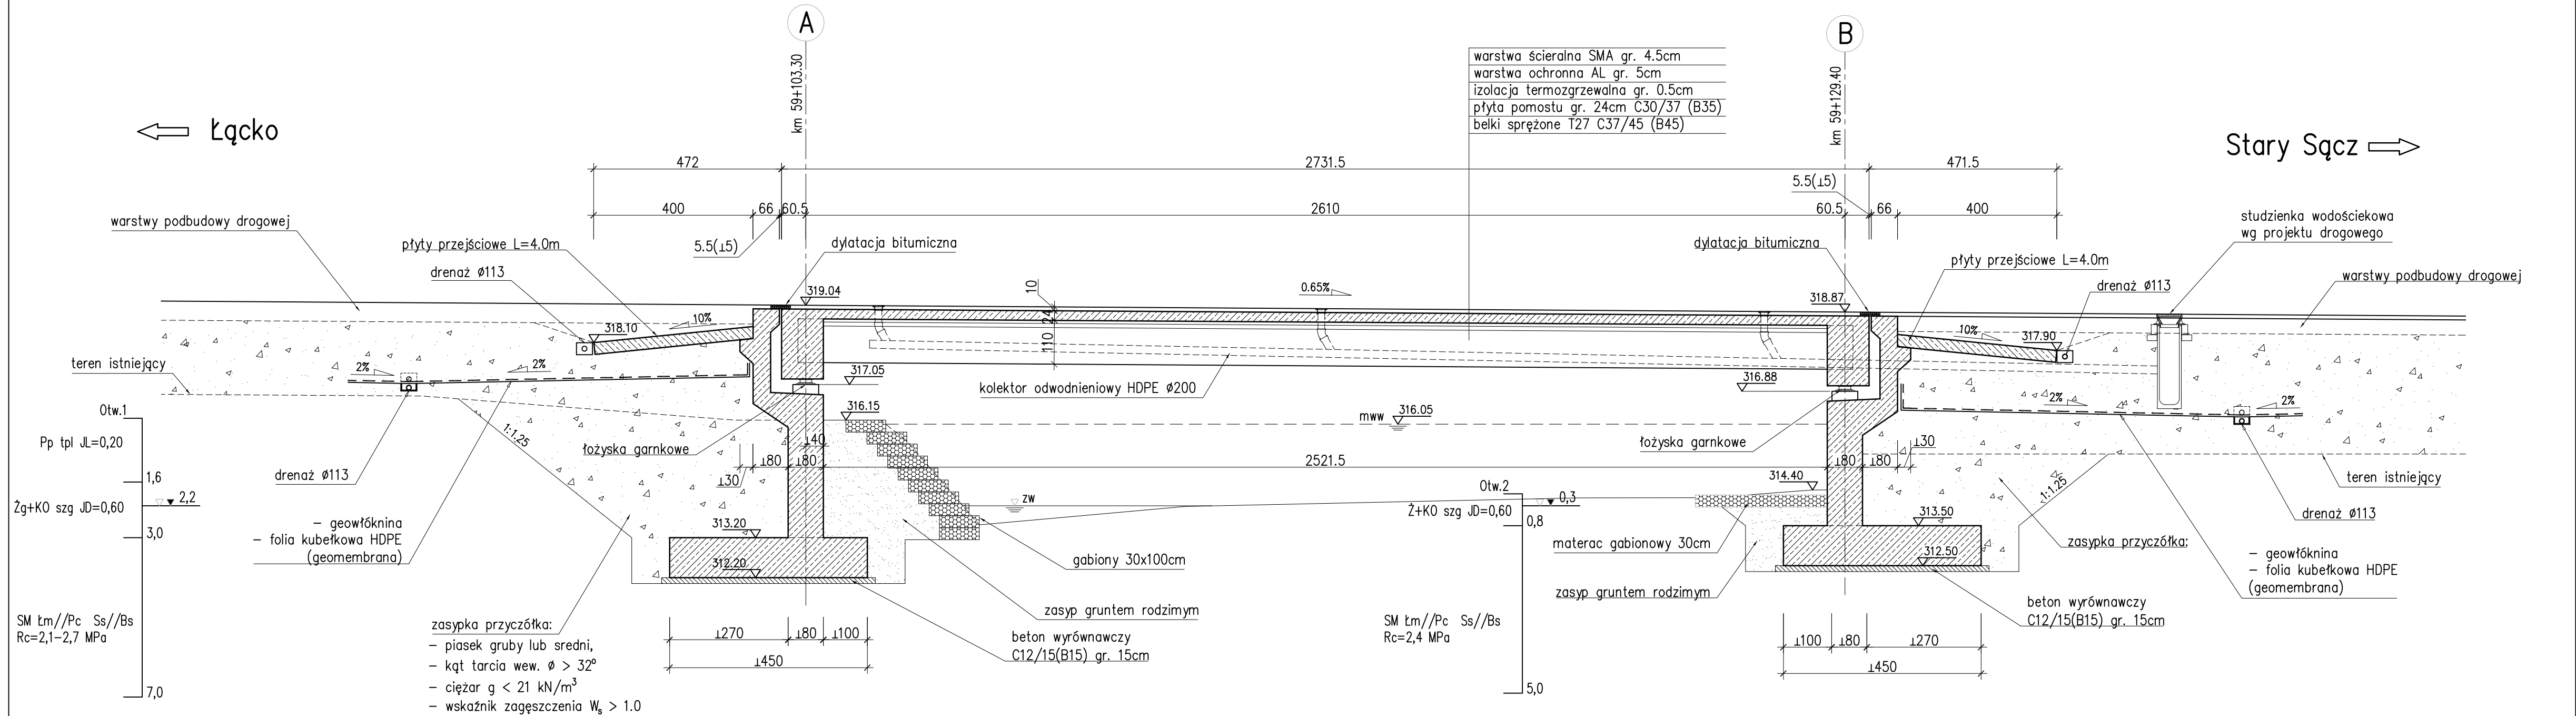 A
B
km 59+103.30
km 59+129.40
warstwa ścieralna SMA gr. 4.5cm
warstwa ochronna AL gr. 5cm
izolacja termozgrzewalna gr. 0.5cm
płyta pomostu gr. 24cm C30/37 (B35)
belki sprężone T27 C37/45 (B45)
Łącko
Stary Sącz
472
2731.5
471.5
5.5(⊥5)
400
66
60.5
2610
60.5
66
400
5.5(⊥5)
warstwy podbudowy drogowej
płyty przejściowe L=4.0m
drenaż ø113
dylatacja bitumiczna
dylatacja bitumiczna
studzienka wodościekowa
wg projektu drogowego
płyty przejściowe L=4.0m
warstwy podbudowy drogowej
drenaż ø113
319.04
10
24
110
0.65%
318.87
318.10
10%
10%
317.90
teren istniejący
2%
2%
317.05
kolektor odwodnieniowy HDPE Ø200
316.88
2%
2%
316.15
mww
316.05
Otw.1
Pp tpl JL=0,20
1,6
2,2
Żg+KO szg JD=0,60
3,0
SM Łm//Pc Ss//Bs
Rc=2,1–2,7 MPa
7,0
1:1.25
łożyska garnkowe
łożyska garnkowe
⊥40
⊥80
⊥80
⊥30
2521.5
⊥80
⊥80
⊥30
drenaż ø113
– geowłóknina
– folia kubełkowa HDPE
(geomembrana)
313.20
312.20
zw
gabiony 30x100cm
zasyp gruntem rodzimym
beton wyrównawczy
C12/15(B15) gr. 15cm
zasypka przyczółka:
– piasek gruby lub sredni,
– kąt tarcia wew. ø > 32°
– ciężar g < 21 kN/m³
– wskaźnik zagęszczenia Wₛ > 1.0
⊥270
⊥80
⊥100
⊥450
Otw.2
0,3
Ż+KO szg JD=0,60
0,8
SM Łm//Pc Ss//Bs
Rc=2,4 MPa
5,0
314.40
materac gabionowy 30cm
zasyp gruntem rodzimym
313.50
312.50
1:1.25
teren istniejący
drenaż ø113
zasypka przyczółka:
– geowłóknina
– folia kubełkowa HDPE
(geomembrana)
beton wyrównawczy
C12/15(B15) gr. 15cm
⊥100
⊥80
⊥270
⊥450